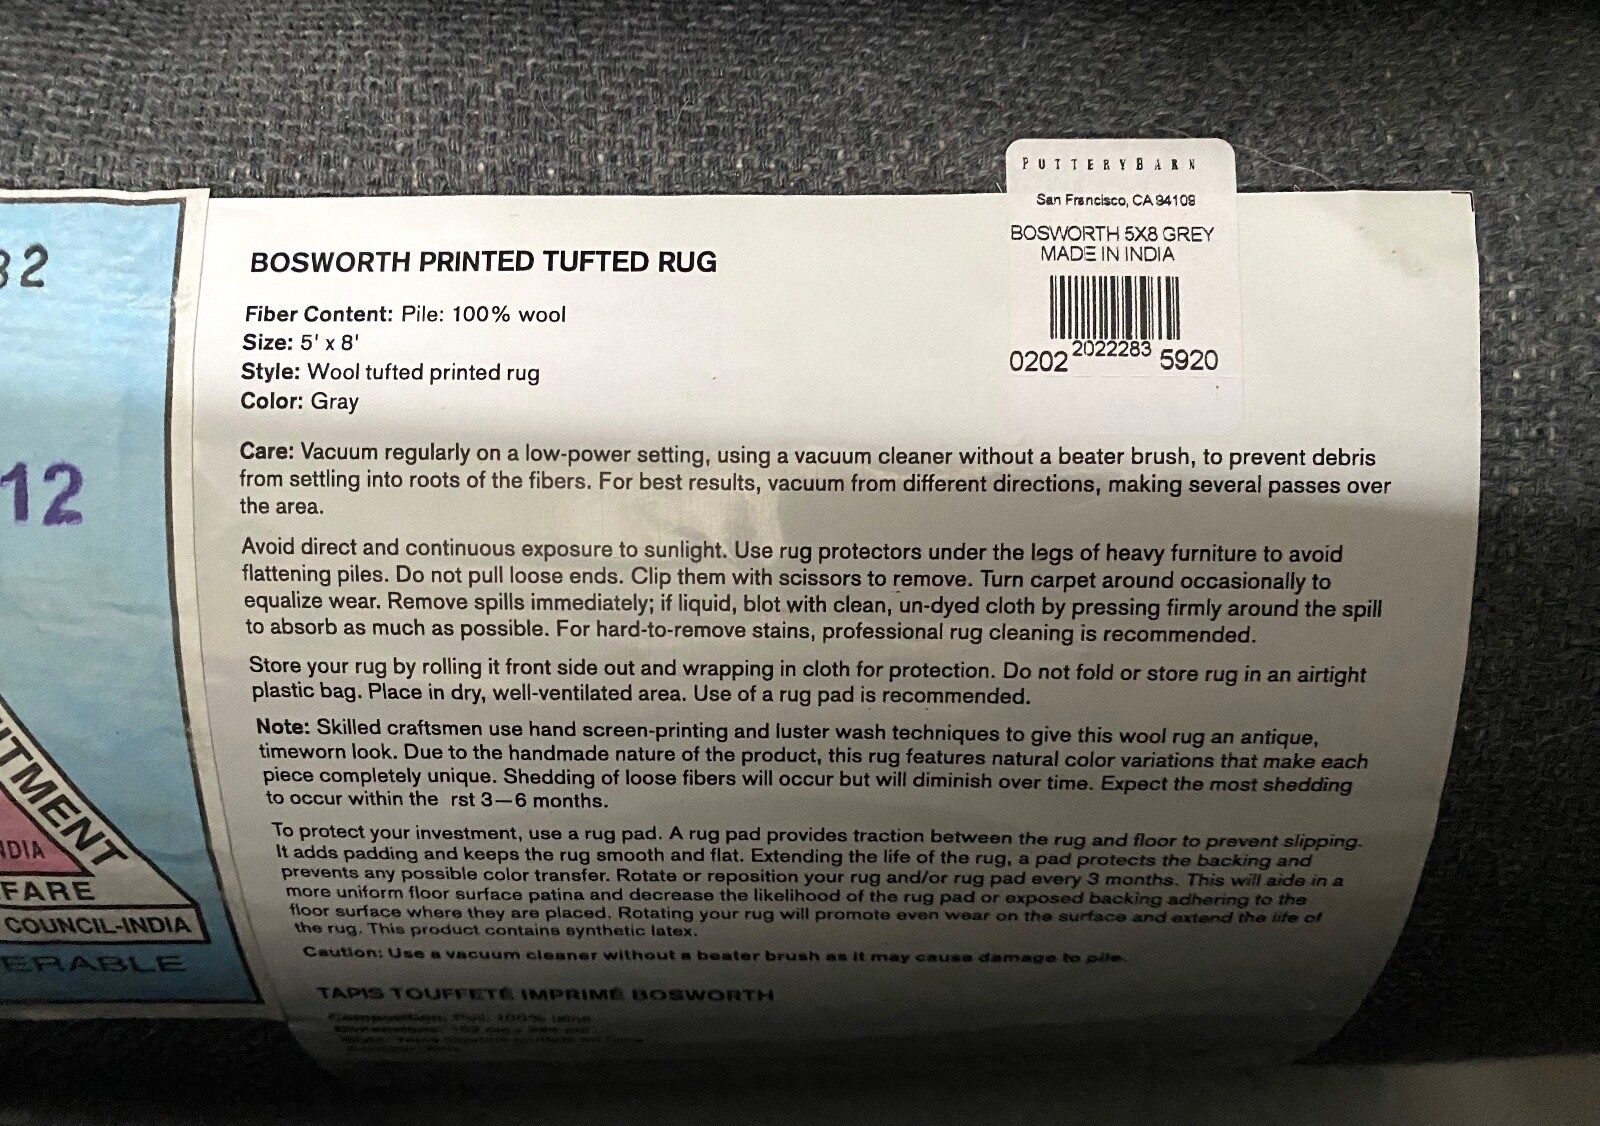 32
12
ITMENT
NDIA
FARE
COUNCIL-INDIA
ERABLE
POTTERYBARN
San Francisco, CA 94109
BOSWORTH 5X8 GREY
MADE IN INDIA
0202 2022283 5920
BOSWORTH PRINTED TUFTED RUG
Fiber Content: Pile: 100% wool
Size: 5' x 8'
Style: Wool tufted printed rug
Color: Gray
Care: Vacuum regularly on a low-power setting, using a vacuum cleaner without a beater brush, to prevent debris
from settling into roots of the fibers. For best results, vacuum from different directions, making several passes over
the area.
Avoid direct and continuous exposure to sunlight. Use rug protectors under the legs of heavy furniture to avoid
flattening piles. Do not pull loose ends. Clip them with scissors to remove. Turn carpet around occasionally to
equalize wear. Remove spills immediately; if liquid, blot with clean, un-dyed cloth by pressing firmly around the spill
to absorb as much as possible. For hard-to-remove stains, professional rug cleaning is recommended.
Store your rug by rolling it front side out and wrapping in cloth for protection. Do not fold or store rug in an airtight
plastic bag. Place in dry, well-ventilated area. Use of a rug pad is recommended.
Note: Skilled craftsmen use hand screen-printing and luster wash techniques to give this wool rug an antique,
timeworn look. Due to the handmade nature of the product, this rug features natural color variations that make each
piece completely unique. Shedding of loose fibers will occur but will diminish over time. Expect the most shedding
to occur within the rst 3—6 months.
To protect your investment, use a rug pad. A rug pad provides traction between the rug and floor to prevent slipping.
It adds padding and keeps the rug smooth and flat. Extending the life of the rug, a pad protects the backing and
prevents any possible color transfer. Rotate or reposition your rug and/or rug pad every 3 months. This will aide in a
more uniform floor surface patina and decrease the likelihood of the rug pad or exposed backing adhering to the
floor surface where they are placed. Rotating your rug will promote even wear on the surface and extend the life of
the rug. This product contains synthetic latex.
Caution: Use a vacuum cleaner without a beater brush as it may cause damage to pile.
TAPIS TOUFFETÉ IMPRIMÉ BOSWORTH
Composition: Poil: 100% laine